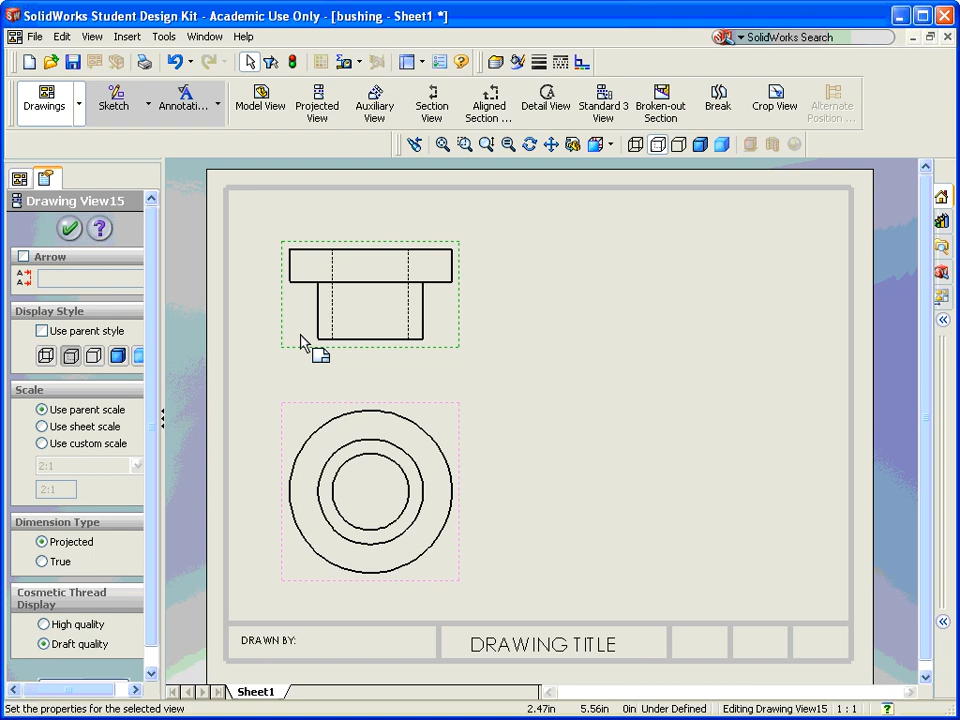 SolidWorks Student Design Kit - Academic Use Only - [bushing - Sheet1 *]
File Edit View Insert Tools Window Help
SolidWorks Search
Drawings Sketch Annotati... Model View Projected View Auxiliary View Section View Aligned Section ... Detail View Standard 3 View Broken-out Section Break Crop View Alternate Position ...
Drawing View15
Arrow
Display Style
Use parent style
Scale
Use parent scale
Use sheet scale
Use custom scale
2:1
2:1
Dimension Type
Projected
True
Cosmetic Thread
Display
High quality
Draft quality
DRAWN BY:
DRAWING TITLE
Sheet1
Set the properties for the selected view 2.47in 5.56in 0in Under Defined Editing Drawing View15 1 : 1